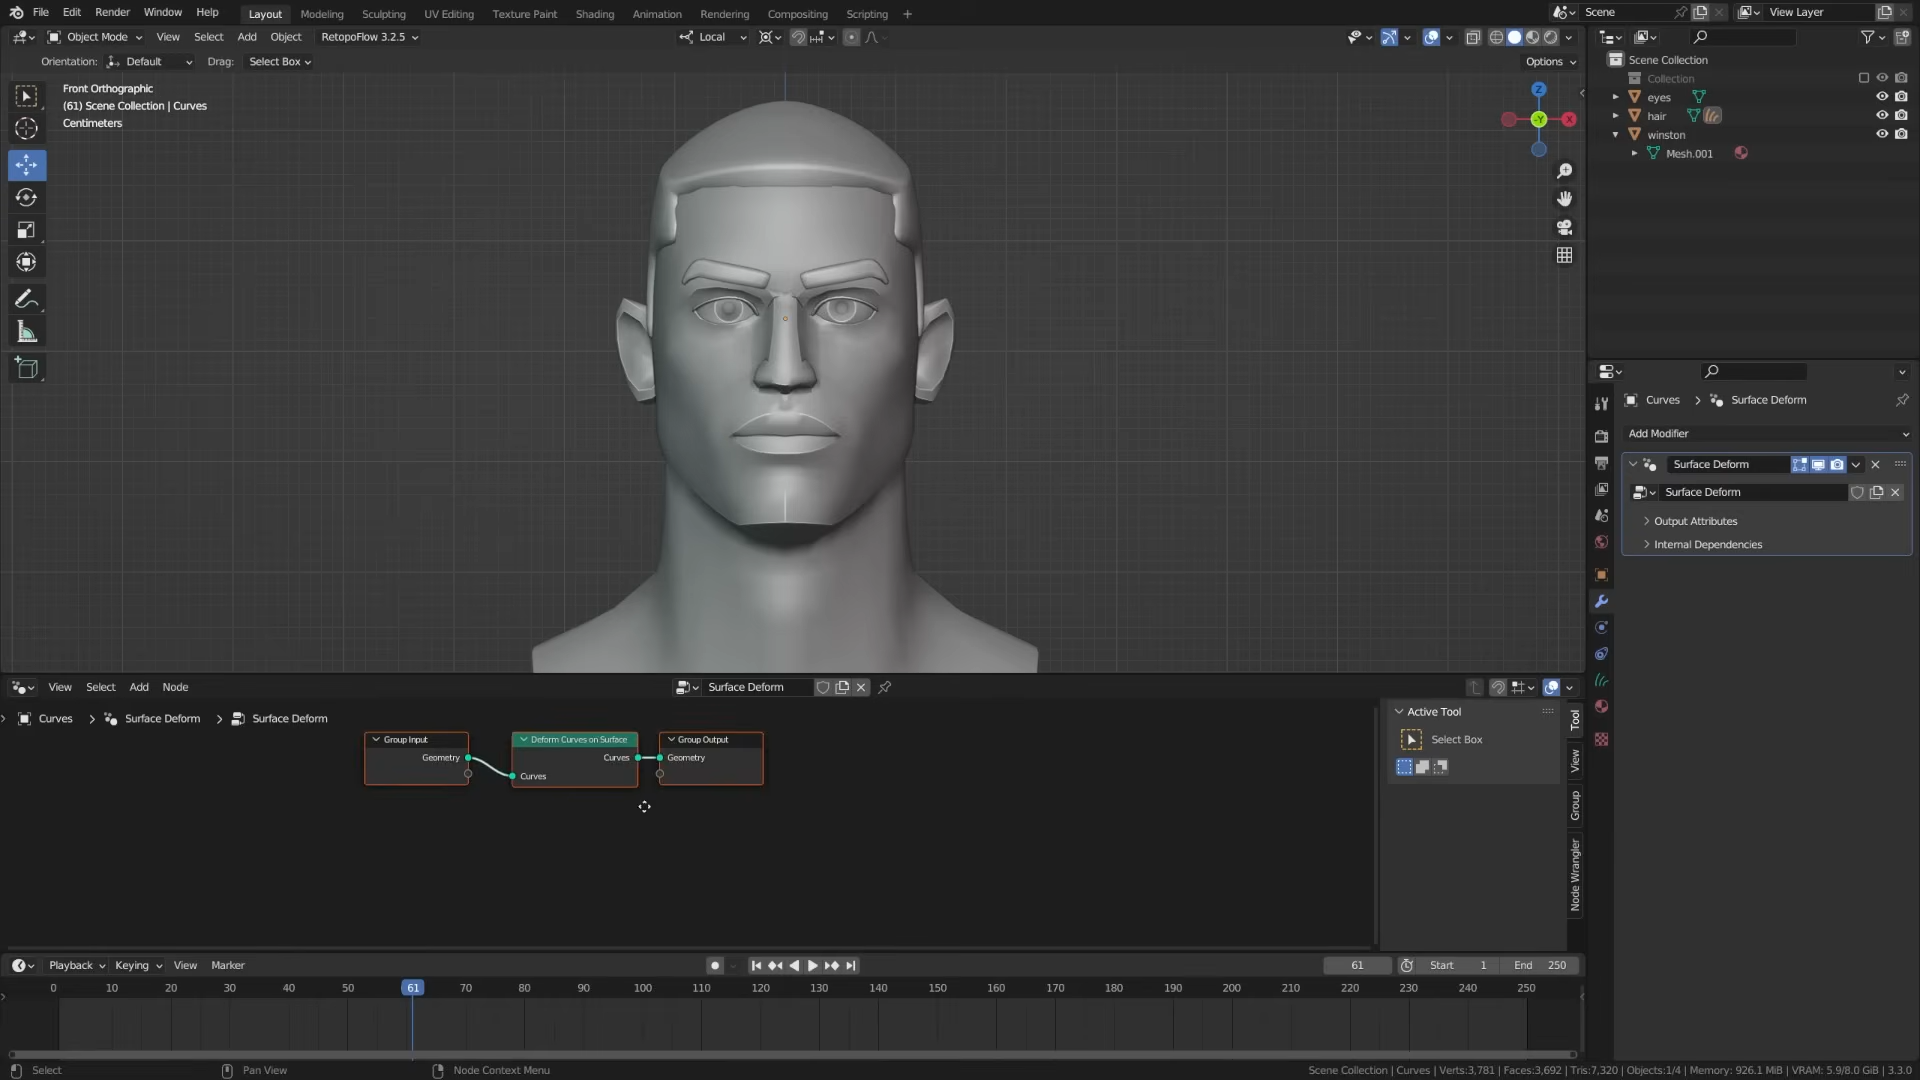 File Edit Render Window Help Layout Modeling Sculpting UV Editing Texture Paint Shading Animation Rendering Compositing Scripting + Scene View Layer
Object Mode View Select Add Object RetopoFlow 3.2.5 Local
Orientation: Default Drag: Select Box Options
Front Orthographic
(61) Scene Collection | Curves
Centimeters
Z
-Y
X
Scene Collection
Collection
eyes
hair
winston
Mesh.001
Curves > Surface Deform
Add Modifier
Surface Deform
Surface Deform
Output Attributes
Internal Dependencies
View Select Add Node Surface Deform
Curves > Surface Deform > Surface Deform
Group Input
Geometry
Deform Curves on Surface
Curves
Curves
Group Output
Geometry
Active Tool
Select Box
Tool
View
Group
Node Wrangler
Playback Keying View Marker 61 Start 1 End 250
0 10 20 30 40 50 61 70 80 90 100 110 120 130 140 150 160 170 180 190 200 210 220 230 240 250
Select Pan View Node Context Menu Scene Collection | Curves | Verts:3,781 | Faces:3,692 | Tris:7,320 | Objects:1/4 | Memory: 926.1 MiB | VRAM: 5.9/8.0 GiB | 3.3.0